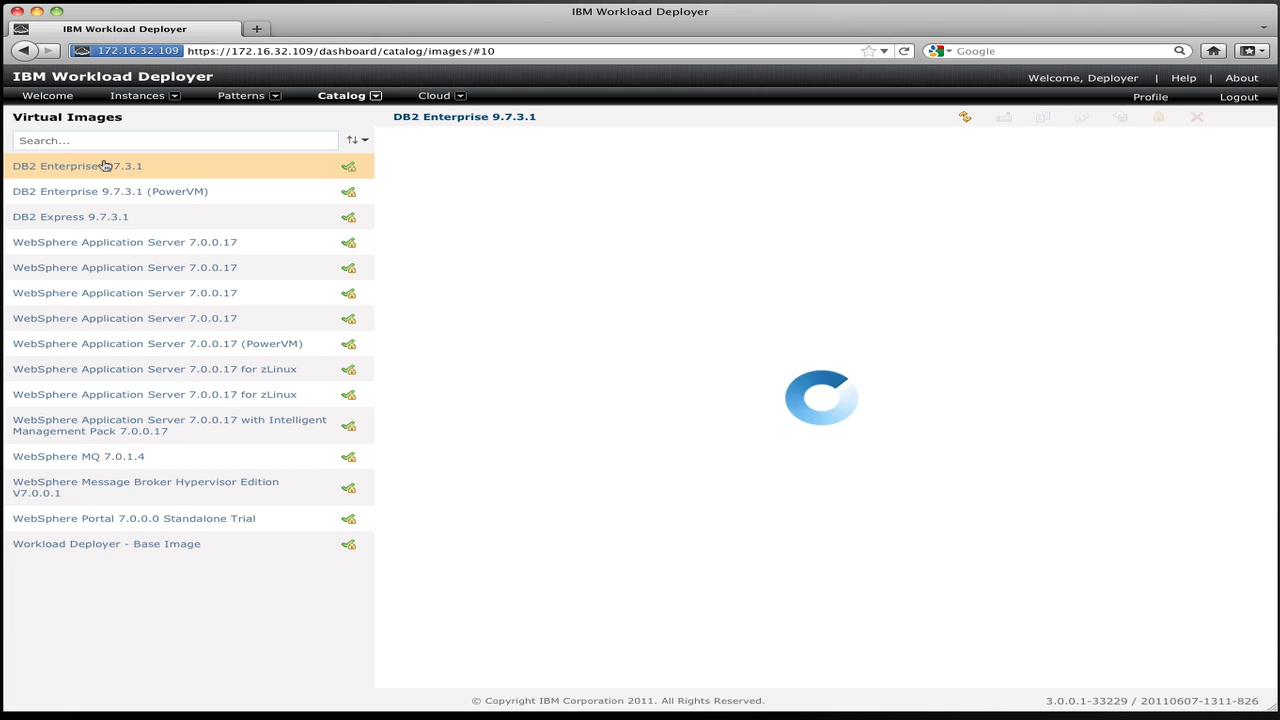 IBM Workload Deployer
IBM Workload Deployer
172.16.32.109 https://172.16.32.109/dashboard/catalog/images/#10
Google
IBM Workload Deployer
Welcome, Deployer | Help | About
Welcome Instances Patterns Catalog Cloud
Profile Logout
Virtual Images
DB2 Enterprise 9.7.3.1
Search...
DB2 Enterprise 7.3.1
DB2 Enterprise 9.7.3.1 (PowerVM)
DB2 Express 9.7.3.1
WebSphere Application Server 7.0.0.17
WebSphere Application Server 7.0.0.17
WebSphere Application Server 7.0.0.17
WebSphere Application Server 7.0.0.17
WebSphere Application Server 7.0.0.17 (PowerVM)
WebSphere Application Server 7.0.0.17 for zLinux
WebSphere Application Server 7.0.0.17 for zLinux
WebSphere Application Server 7.0.0.17 with Intelligent
Management Pack 7.0.0.17
WebSphere MQ 7.0.1.4
WebSphere Message Broker Hypervisor Edition
V7.0.0.1
WebSphere Portal 7.0.0.0 Standalone Trial
Workload Deployer - Base Image
© Copyright IBM Corporation 2011. All Rights Reserved.
3.0.0.1-33229 / 20110607-1311-826